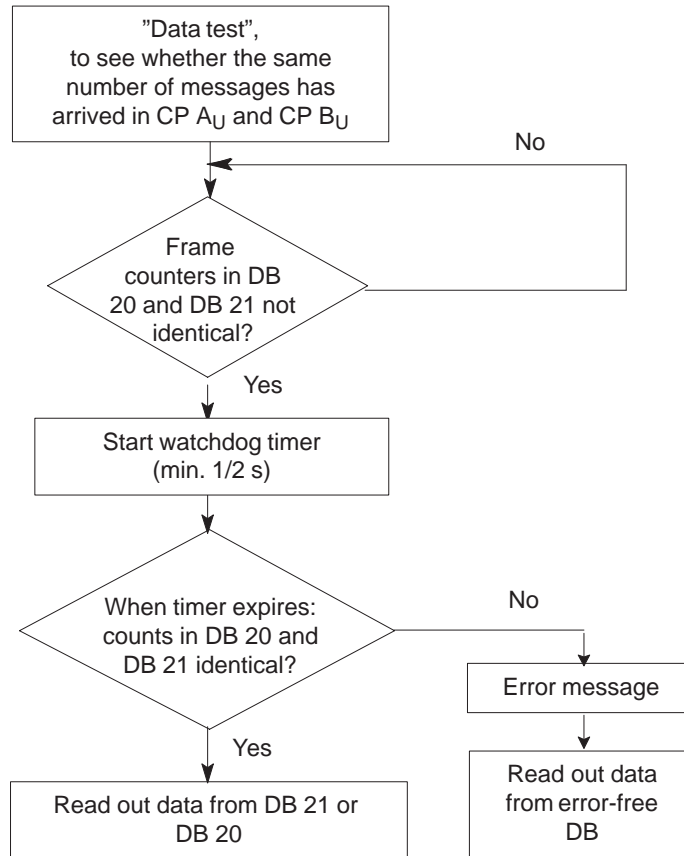 ”Data test”,
to see whether the same
number of messages has
arrived in CP AU and CP BU
No
Frame
counters in DB
20 and DB 21 not
identical?
Yes
Start watchdog timer
(min. 1/2 s)
When timer expires:
counts in DB 20 and
DB 21 identical?
No
Error message
Yes
Read out data from DB 21 or
DB 20
Read out data
from error-free
DB